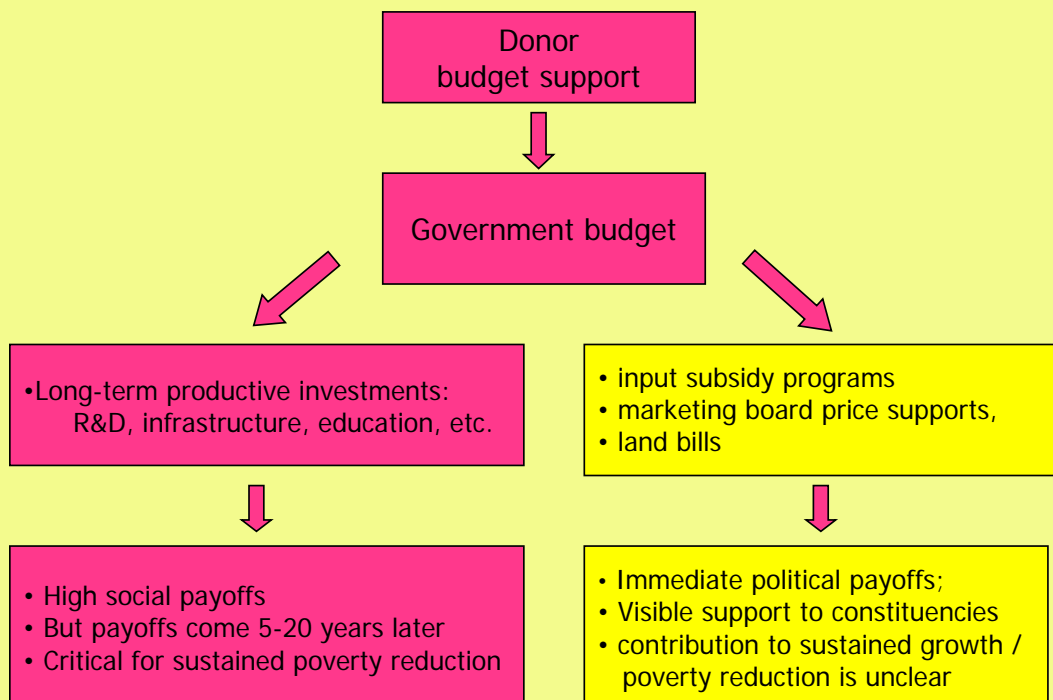 Donor
budget support
Government budget
•Long-term productive investments:
R&D, infrastructure, education, etc.
• input subsidy programs
• marketing board price supports,
• land bills
• High social payoffs
• But payoffs come 5-20 years later
• Critical for sustained poverty reduction
• Immediate political payoffs;
• Visible support to constituencies
• contribution to sustained growth /
poverty reduction is unclear